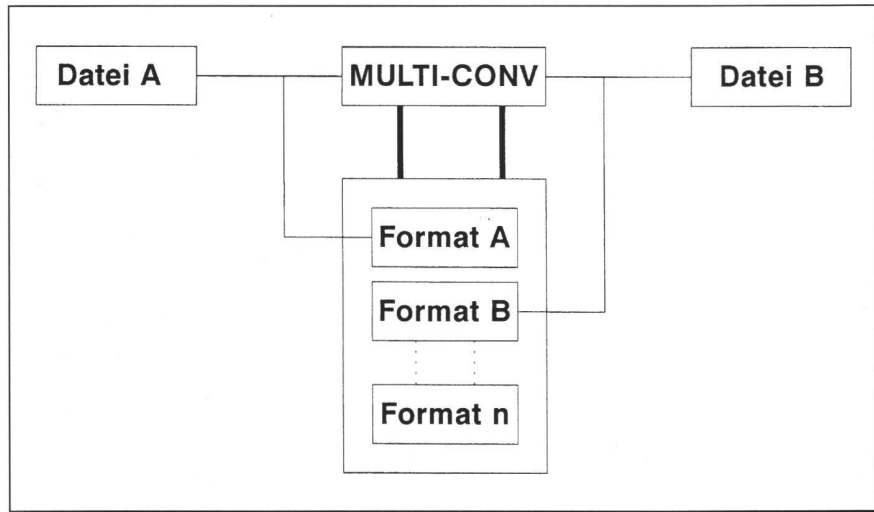 Datei A
MULTI-CONV
Datei B
Format A
Format B
Format n